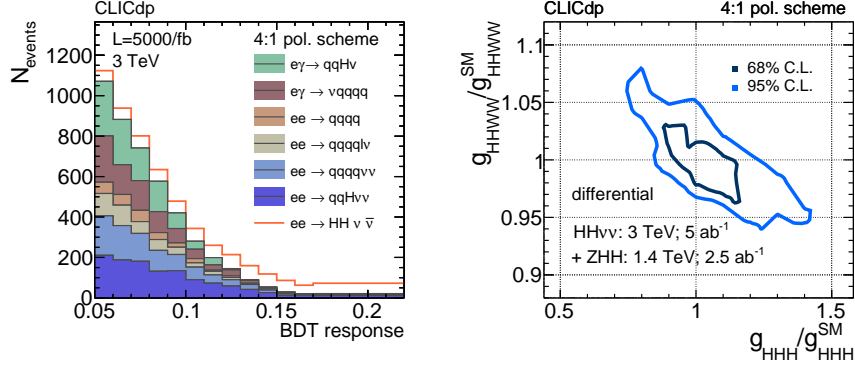 CLICdp
L=5000/fb
3 TeV
4:1 pol. scheme
eγ→ qqHν
eγ→ νqqqq
ee → qqqq
ee → qqqqlν
ee → qqqqνν
ee → qqHνν
ee → HH ν ν̅
N_events
1200
1000
800
600
400
200
0
0.05 0.1 0.15 0.2
BDT response
CLICdp 4:1 pol. scheme
68% C.L.
95% C.L.
differential
HHνν: 3 TeV; 5 ab⁻¹
+ ZHH: 1.4 TeV; 2.5 ab⁻¹
g_HHWW/g_HHWW^SM
1.1
1.05
1
0.95
0.9
0.5 1 1.5
g_HHH/g_HHH^SM